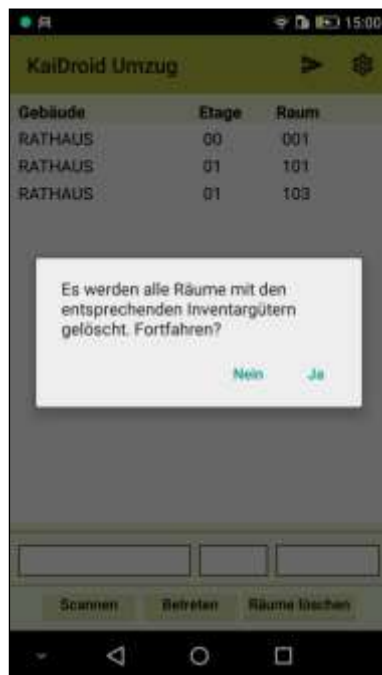 15:00
KaiDroid Umzug
Gebäude Etage Raum
RATHAUS 00 001
RATHAUS 01 101
RATHAUS 01 103
Es werden alle Räume mit den
entsprechenden Inventargütern
gelöscht. Fortfahren?
Nein Ja
Scannen Betreten Räume löschen